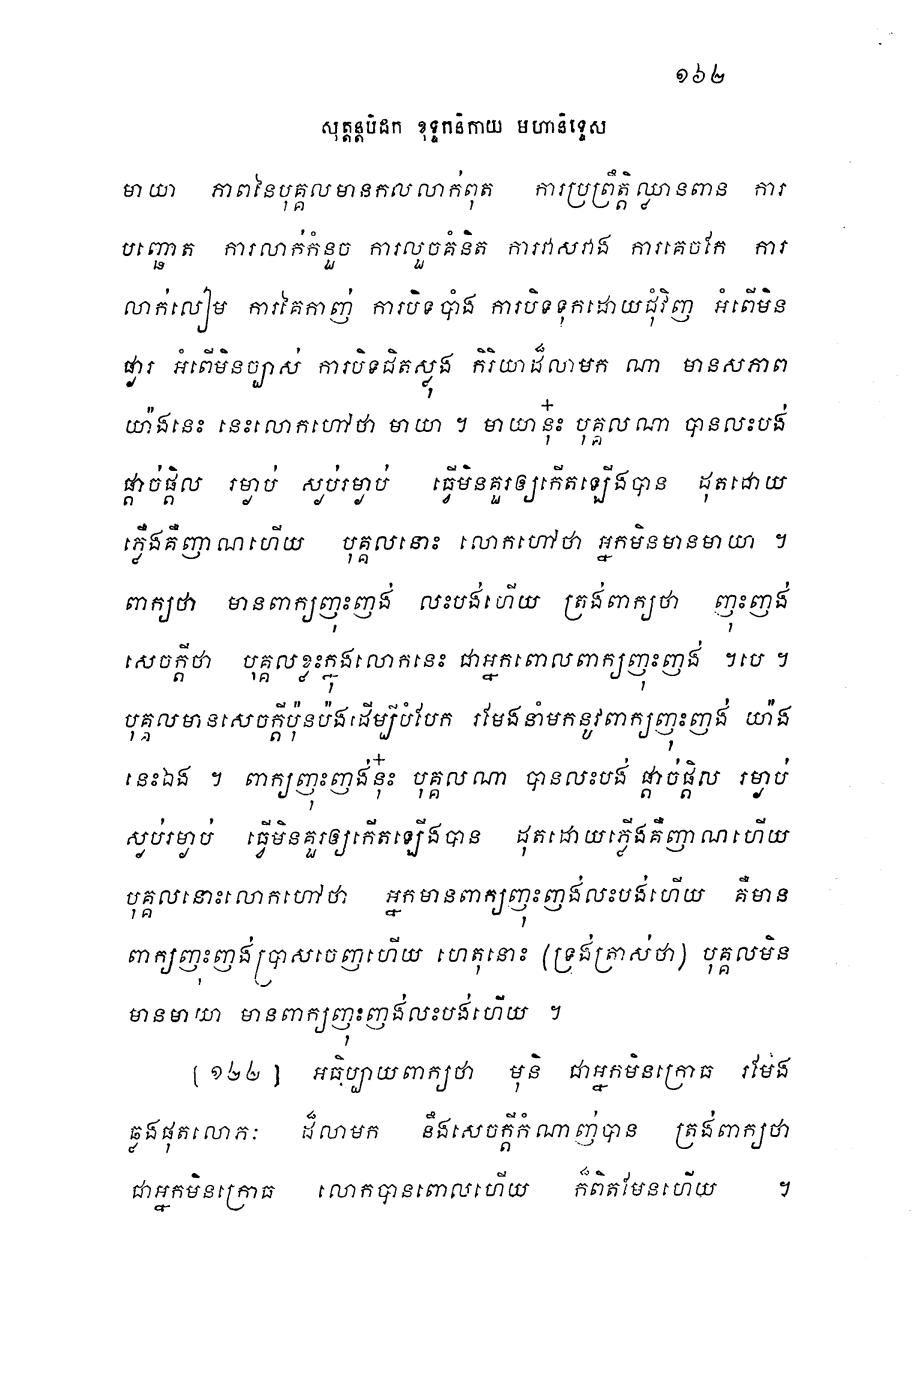 ១៦២
សុត្តន្តបិដក ខុទ្ទកនិកាយ មហានិទ្ទេស
មាយា ភាពនៃបុគ្គលមានកលលាក់ពុត ការប្រព្រឹត្តិឈ្វានពាន ការ
បញ្ឆោត ការលាក់កំនួច ការលួចគំនិត ការវាសវាង ការគេចកែ ការ
លាក់លៀម ការគៃកាញ់ ការបិទបាំង ការបិទទុកដោយជុំវិញ អំពើមិន
ផ្ងារ អំពើមិនច្បាស់ ការបិទជិតស្លុង កិរិយាដ៏លាមក ណា មានសភាព
យ៉ាងនេះ នេះលោកហៅថា មាយា ។ មាយានុ៎ះ បុគ្គលណា បានលះបង់
ផ្តាច់ផ្តិល រម្ងាប់ ស្ងប់រម្ងាប់ ធ្វើមិនគួរឲ្យកើតឡើងបាន ដុតដោយ
ភ្លើងគឺញាណហើយ បុគ្គលនោះ លោកហៅថា អ្នកមិនមានមាយា ។
ពាក្យថា មានពាក្យញុះញង់ លះបង់ហើយ ត្រង់ពាក្យថា ញុះញង់
សេចក្តីថា បុគ្គលខ្លះក្នុងលោកនេះ ជាអ្នកពោលពាក្យញុះញង់ ។បេ ។
បុគ្គលមានសេចក្តីប៉ុនប៉ងដើម្បីបំបែក រមែងនាំមកនូវពាក្យញុះញង់ យ៉ាង
នេះឯង ។ ពាក្យញុះញង់នុ៎ះ បុគ្គលណា បានលះបង់ ផ្តាច់ផ្តិល រម្ងាប់
ស្ងប់រម្ងាប់ ធ្វើមិនគួរឲ្យកើតឡើងបាន ដុតដោយភ្លើងគឺញាណហើយ
បុគ្គលនោះលោកហៅថា អ្នកមានពាក្យញុះញង់លះបង់ហើយ គឺមាន
ពាក្យញុះញង់ប្រាសចេញហើយ ហេតុនោះ (ទ្រង់ត្រាស់ថា) បុគ្គលមិន
មានមាយា មានពាក្យញុះញង់លះបង់ហើយ ។
[១២២] អធិប្បាយពាក្យថា មុនិ ជាអ្នកមិនក្រោធ រមែង
ឆ្លងផុតលោភៈ ដ៏លាមក នឹងសេចក្តីកំណាញ់បាន ត្រង់ពាក្យថា
ជាអ្នកមិនក្រោធ លោកបានពោលហើយ ក៏ពិតមែនហើយ ។